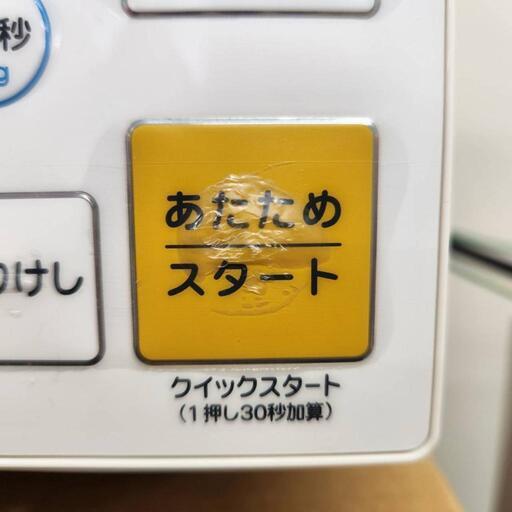 秒
g
りけし
あたため
スタート
クイックスタート
(1押し30秒加算)